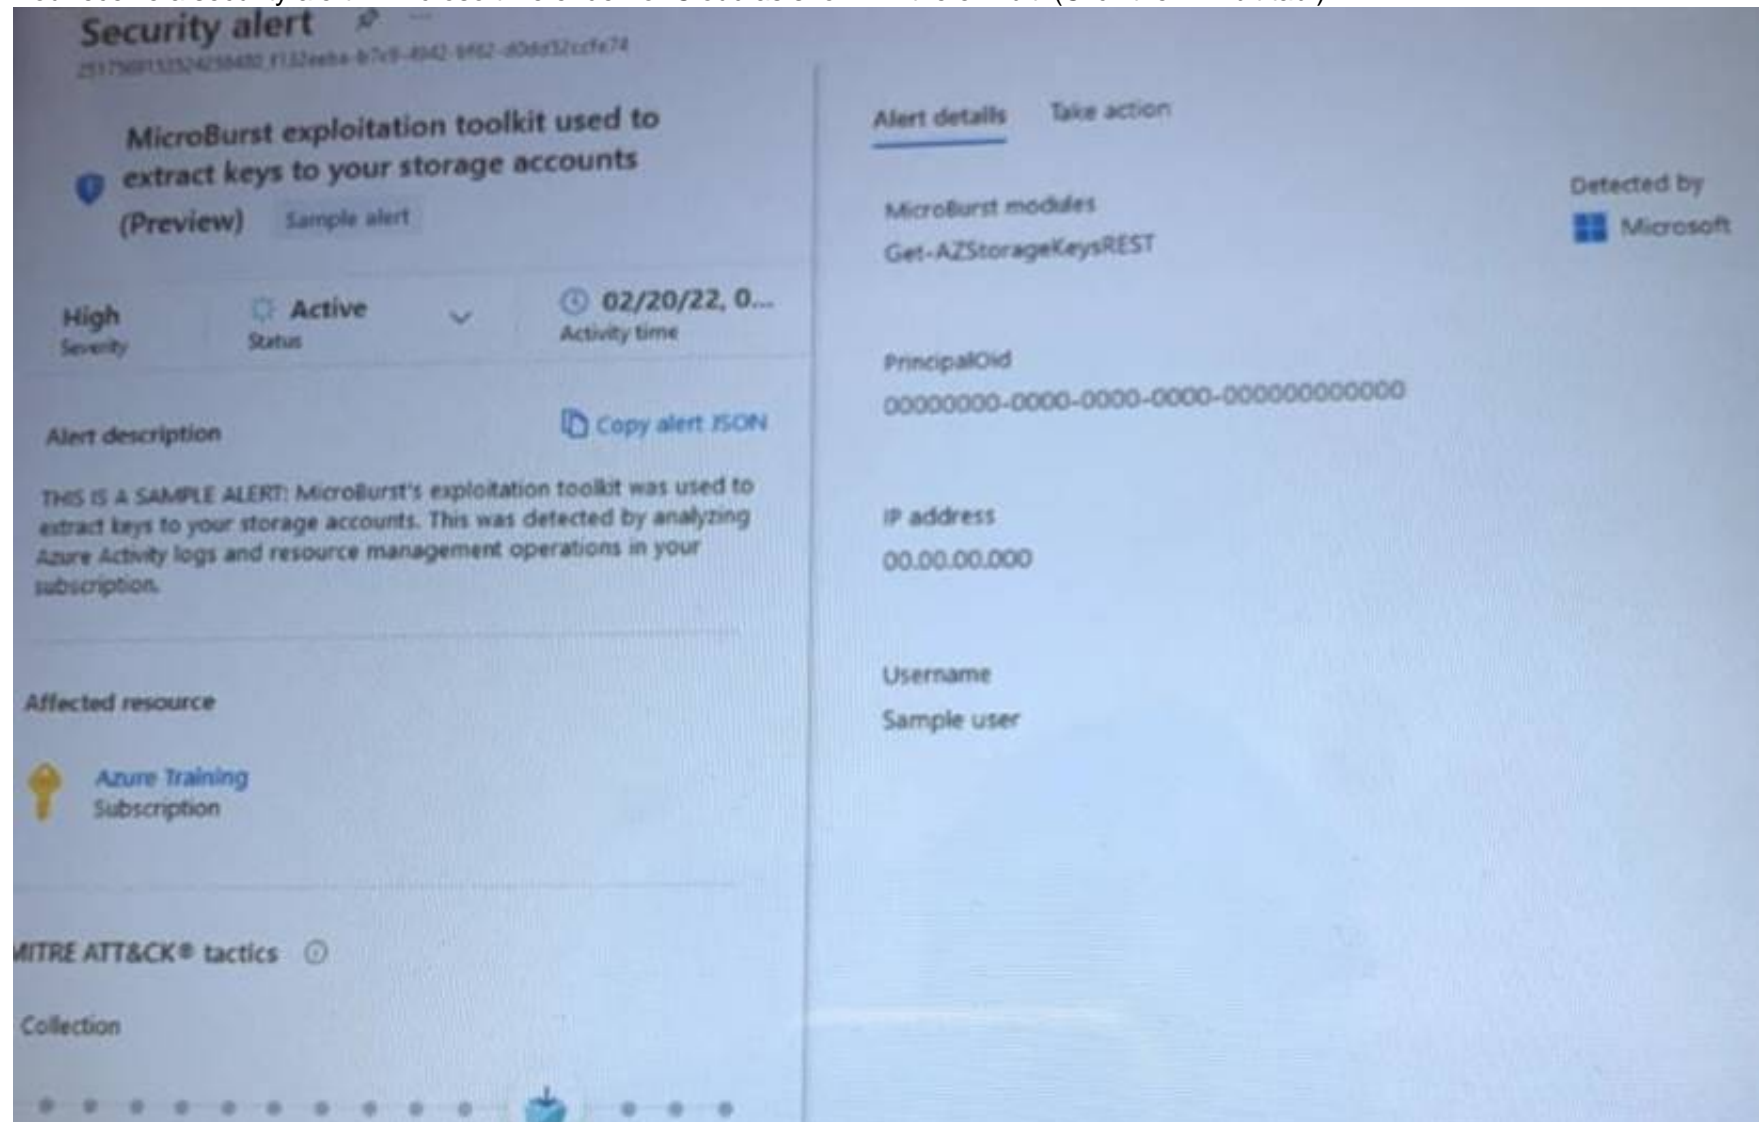 Security alert
MicroBurst exploitation toolkit used to
extract keys to your storage accounts
(Preview) Sample alert
High
Severity
Active
Status
02/20/22, 0...
Activity time
Alert description
Copy alert JSON
THIS IS A SAMPLE ALERT: MicroBurst's exploitation toolkit was used to
extract keys to your storage accounts. This was detected by analyzing
Azure Activity logs and resource management operations in your
subscription.
Affected resource
Azure Training
Subscription
MITRE ATT&CK® tactics
Collection
Alert details Take action
MicroBurst modules
Get-AZStorageKeysREST
Detected by
Microsoft
PrincipalOid
00000000-0000-0000-0000-000000000000
IP address
00.00.00.000
Username
Sample user